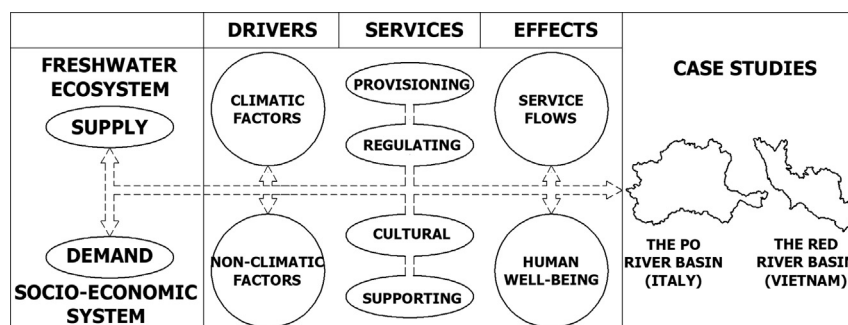 DRIVERS
SERVICES
EFFECTS
FRESHWATER
ECOSYSTEM
SUPPLY
DEMAND
SOCIO-ECONOMIC
SYSTEM
CLIMATIC
FACTORS
NON-CLIMATIC
FACTORS
PROVISIONING
REGULATING
CULTURAL
SUPPORTING
SERVICE
FLOWS
HUMAN
WELL-BEING
CASE STUDIES
THE PO
RIVER BASIN
(ITALY)
THE RED
RIVER BASIN
(VIETNAM)